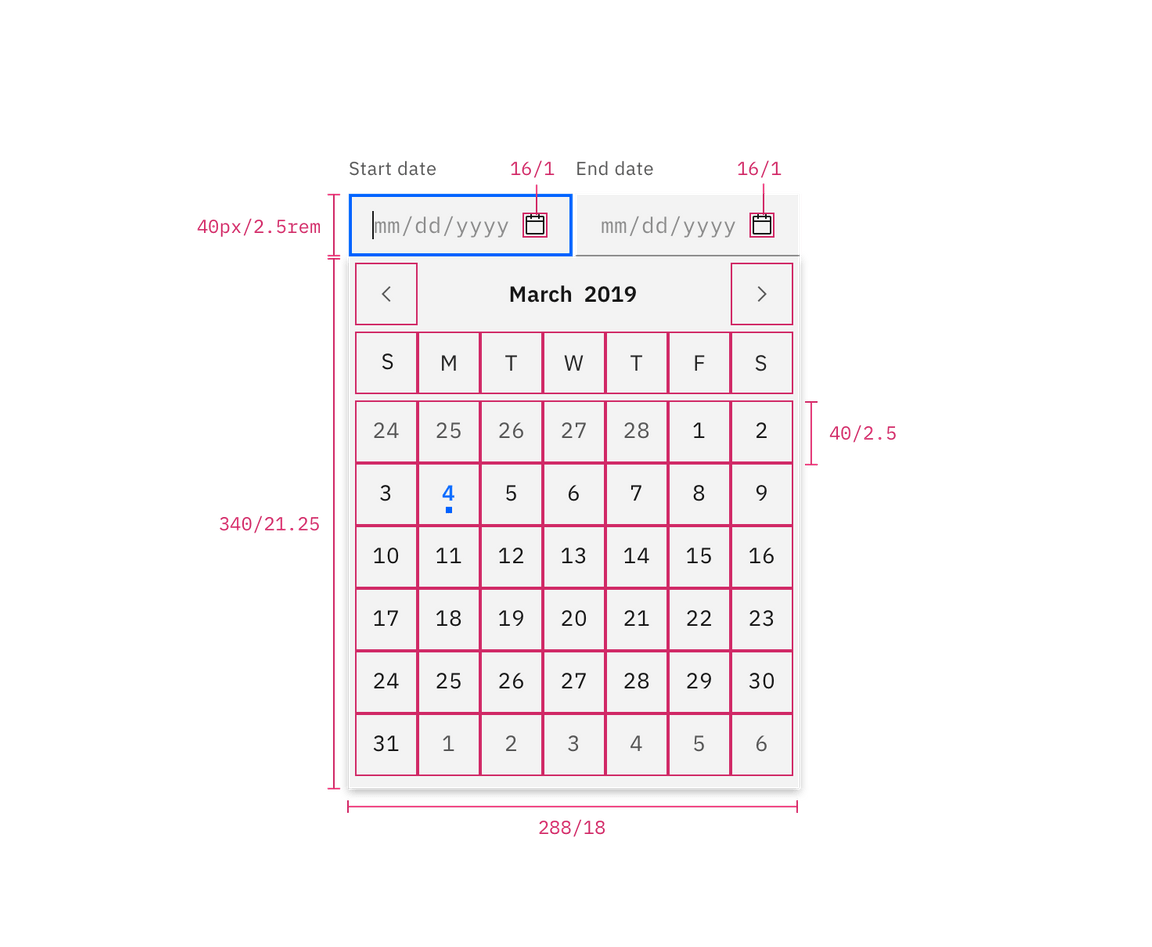 Start date 16/1 End date 16/1
40px/2.5rem mm/dd/yyyy mm/dd/yyyy
March 2019
S M T W T F S
24 25 26 27 28 1 2 40/2.5
3 4 5 6 7 8 9
340/21.25
10 11 12 13 14 15 16
17 18 19 20 21 22 23
24 25 26 27 28 29 30
31 1 2 3 4 5 6
288/18